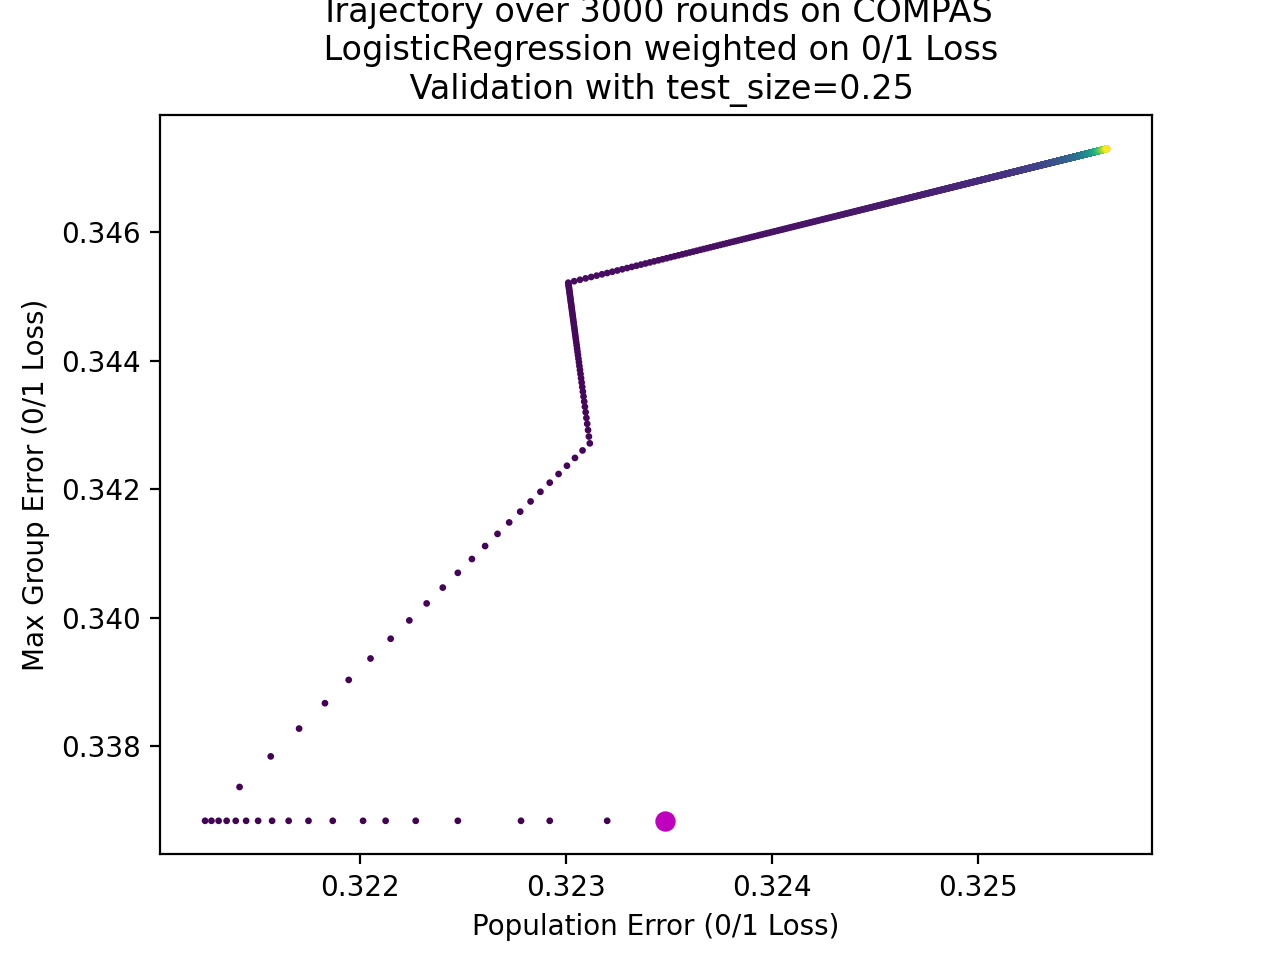 Trajectory over 3000 rounds on COMPAS
LogisticRegression weighted on 0/1 Loss
Validation with test_size=0.25
Max Group Error (0/1 Loss)
0.346
0.344
0.342
0.340
0.338
0.322
0.323
0.324
0.325
Population Error (0/1 Loss)